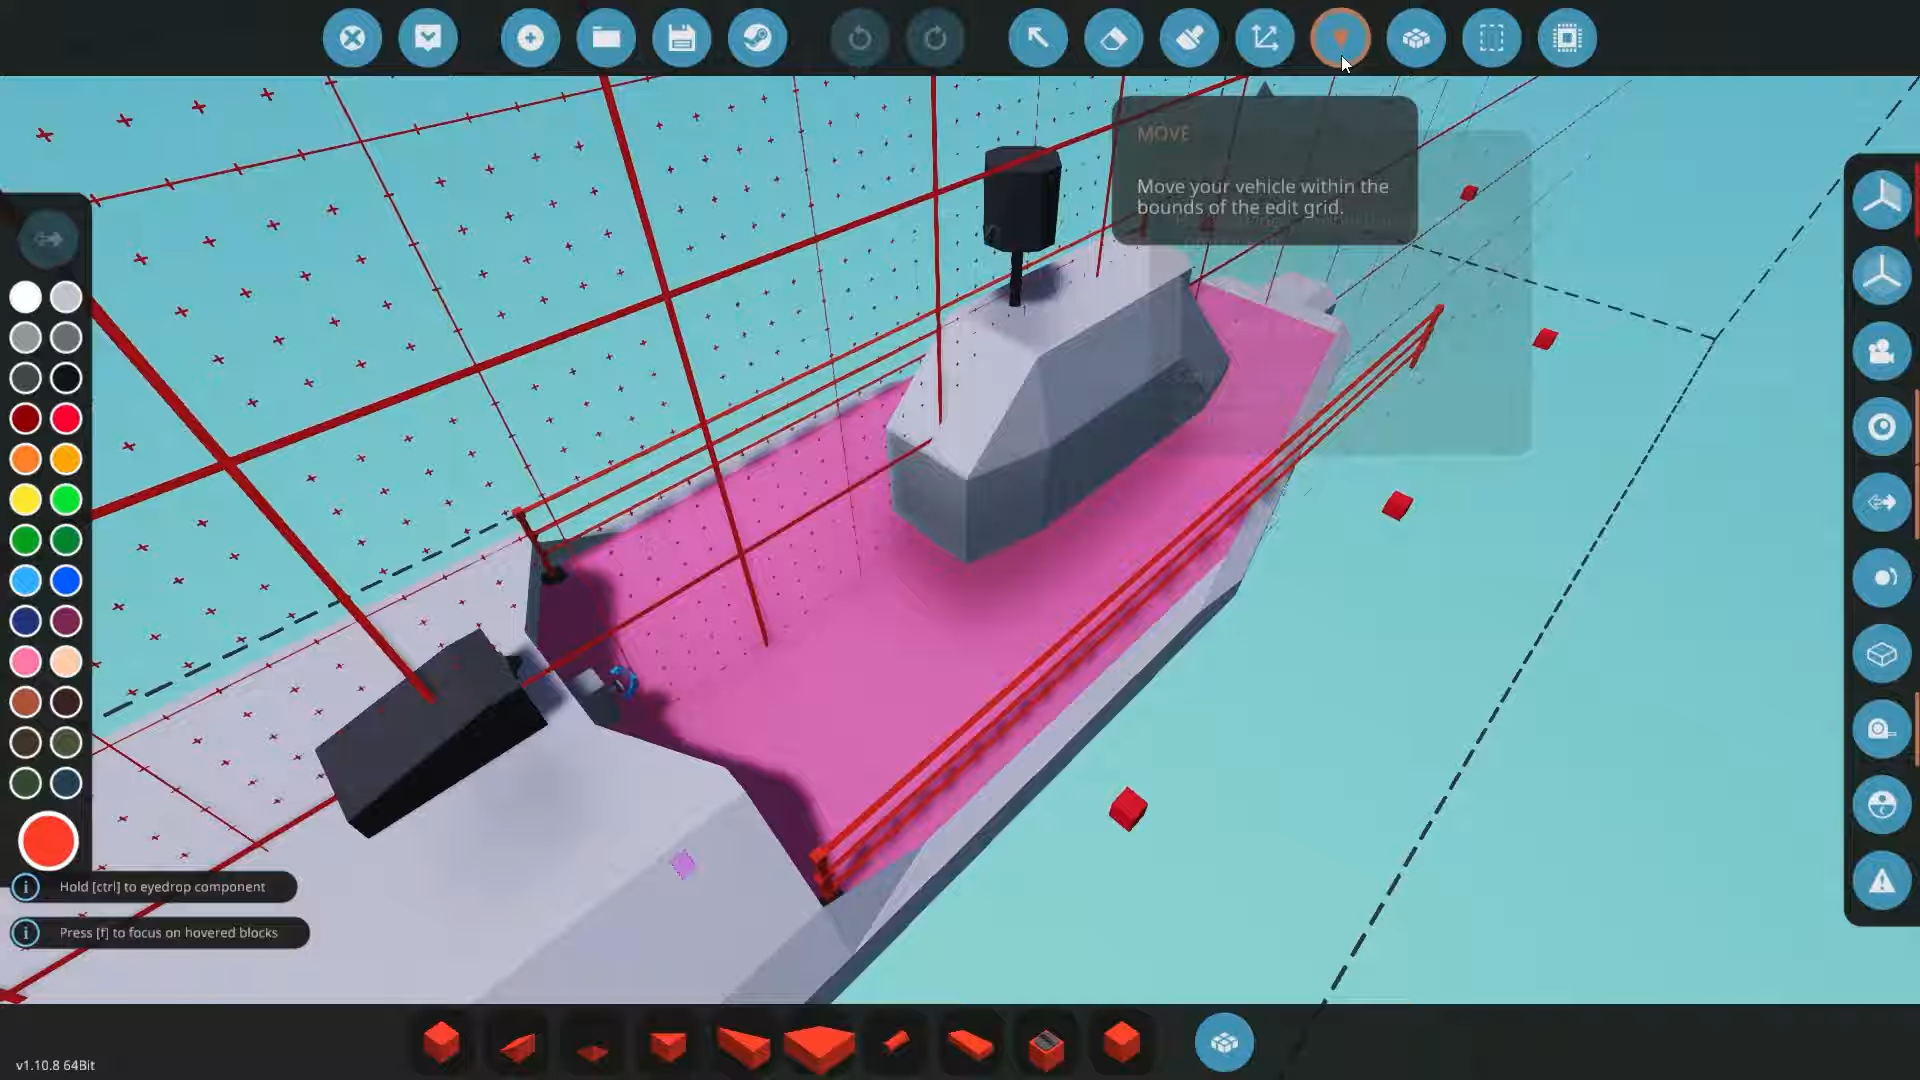 MOVE
Move your vehicle within the
bounds of the edit grid.
Hold [ctrl] to eyedrop component
Press [f] to focus on hovered blocks
v1.10.8 64Bit